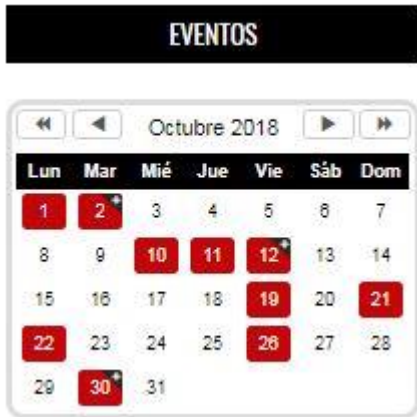 EVENTOS
Octubre 2018
Lun Mar Mié Jue Vie Sáb Dom
1 2 3 4 5 6 7
8 9 10 11 12 13 14
15 16 17 18 19 20 21
22 23 24 25 26 27 28
29 30 31